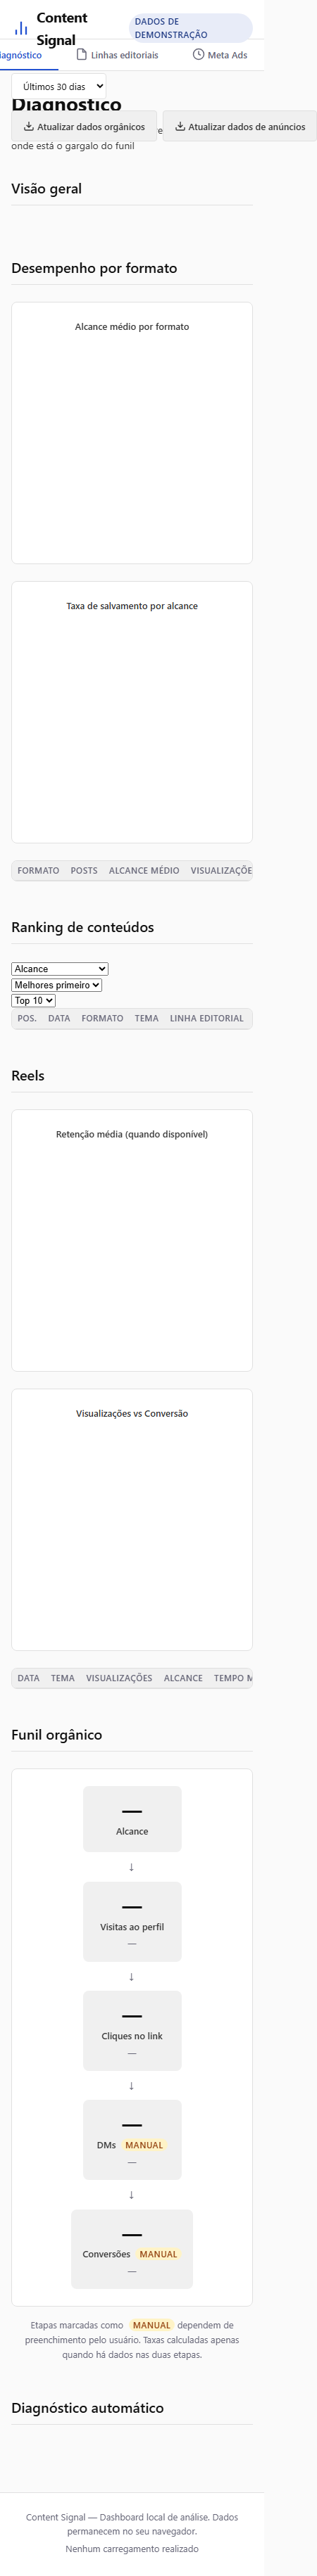 Content
Signal
DADOS DE
DEMONSTRAÇÃO
iagnóstico
Linhas editoriais
Meta Ads
Últimos 30 dias
Diagnóstico
Atualizar dados orgânicos
Atualizar dados de anúncios
onde está o gargalo do funil
Visão geral
Desempenho por formato
Alcance médio por formato
Taxa de salvamento por alcance
FORMATO POSTS ALCANCE MÉDIO VISUALIZAÇÕE
Ranking de conteúdos
Alcance
Melhores primeiro
Top 10
POS. DATA FORMATO TEMA LINHA EDITORIAL
Reels
Retenção média (quando disponível)
Visualizações vs Conversão
DATA TEMA VISUALIZAÇÕES ALCANCE TEMPO M
Funil orgânico
—
Alcance
↓
—
Visitas ao perfil
—
↓
—
Cliques no link
—
↓
—
DMs MANUAL
—
↓
—
Conversões MANUAL
—
Etapas marcadas como MANUAL dependem de
preenchimento pelo usuário. Taxas calculadas apenas
quando há dados nas duas etapas.
Diagnóstico automático
Content Signal — Dashboard local de análise. Dados
permanecem no seu navegador.
Nenhum carregamento realizado